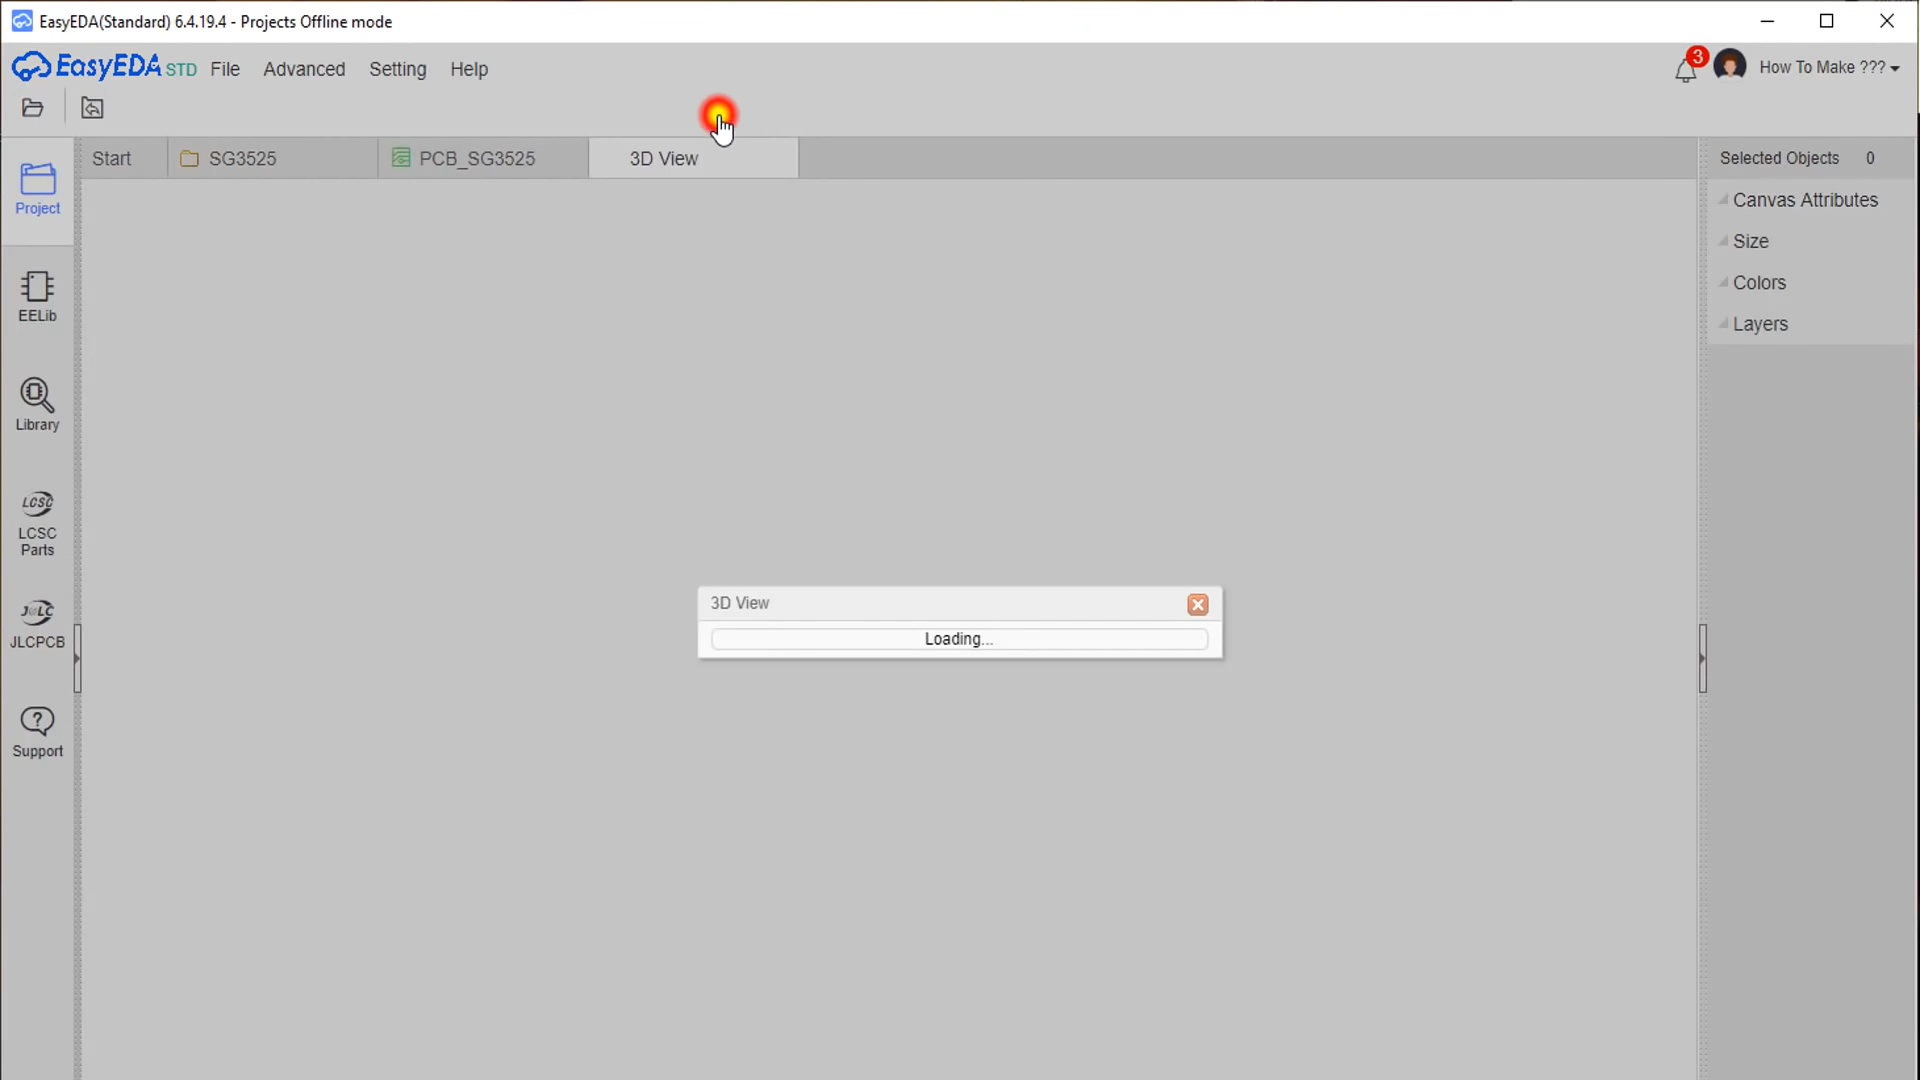 EasyEDA(Standard) 6.4.19.4 - Projects Offline mode
EasyEDA STD File Advanced Setting Help
3
How To Make ???
Start SG3525 PCB_SG3525 3D View
Selected Objects 0
Canvas Attributes
Size
Colors
Layers
Project
EELib
Library
LCSC
LCSC
Parts
JLC
JLCPCB
Support
3D View
Loading...